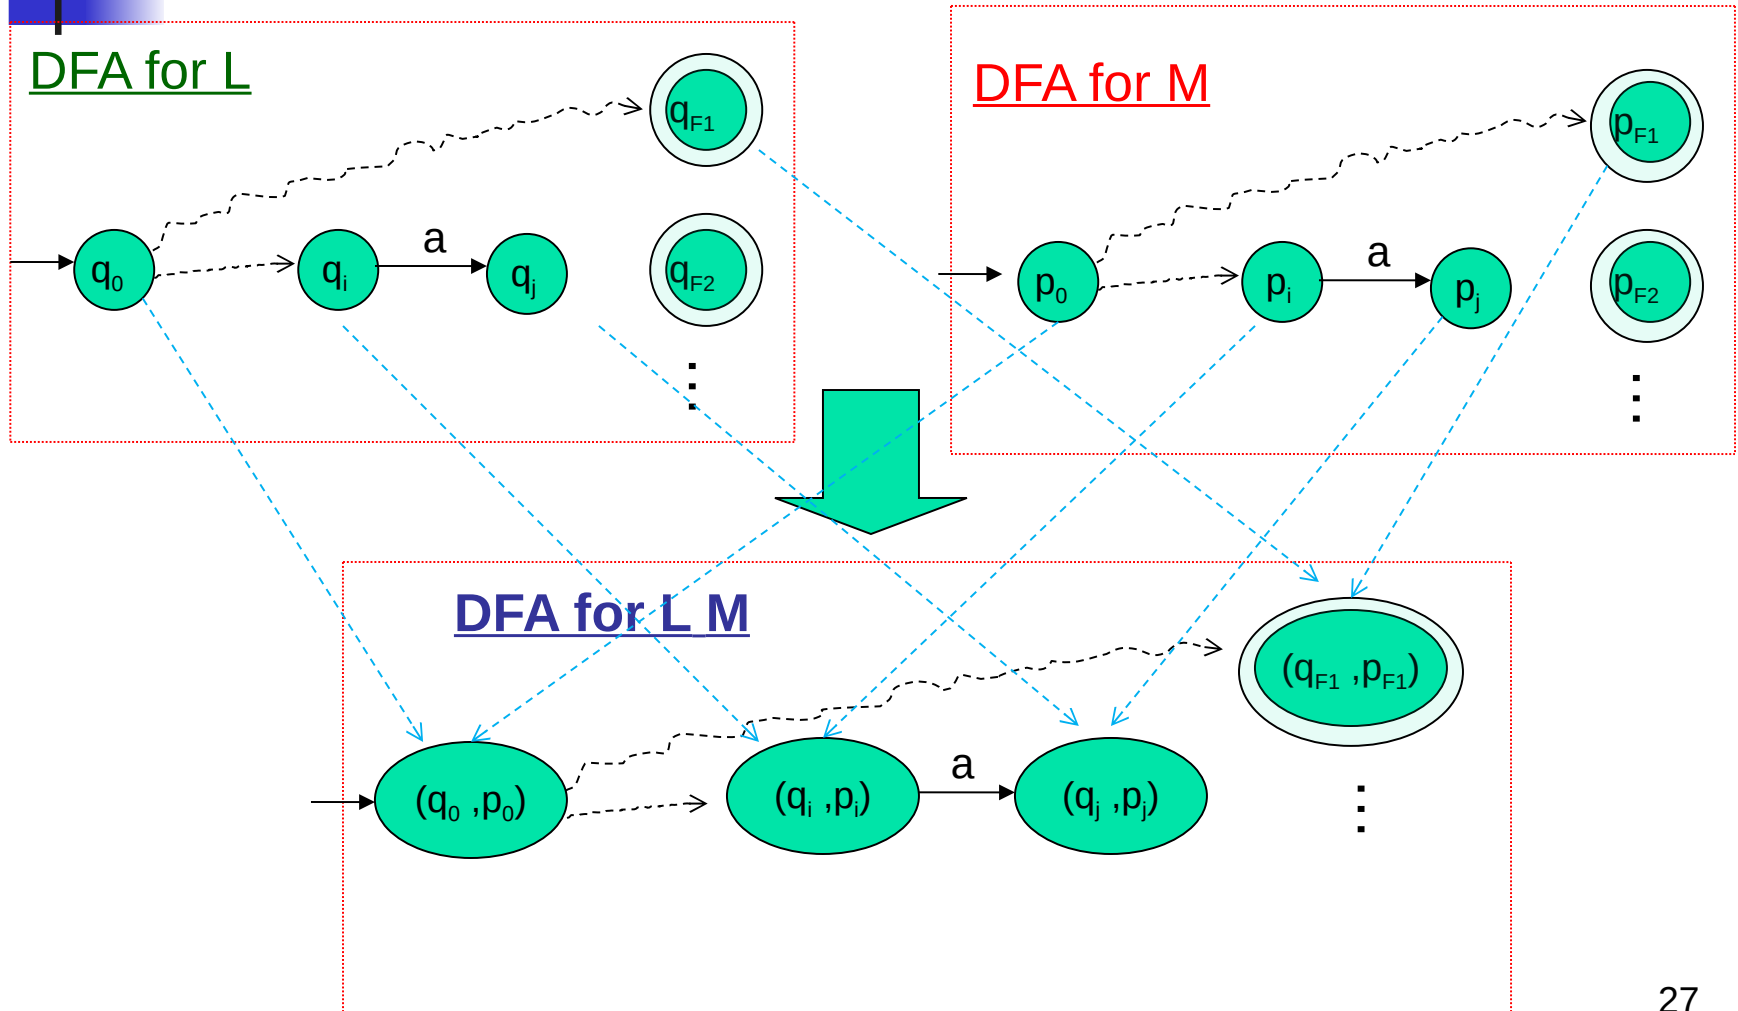 DFA for L
q0
qi
a
qj
qF1
qF2
...
DFA for M
p0
pi
a
pj
pF1
pF2
...
DFA for L M
(q0 ,p0)
(qi ,pi)
a
(qj ,pj)
(qF1 ,pF1)
...
27